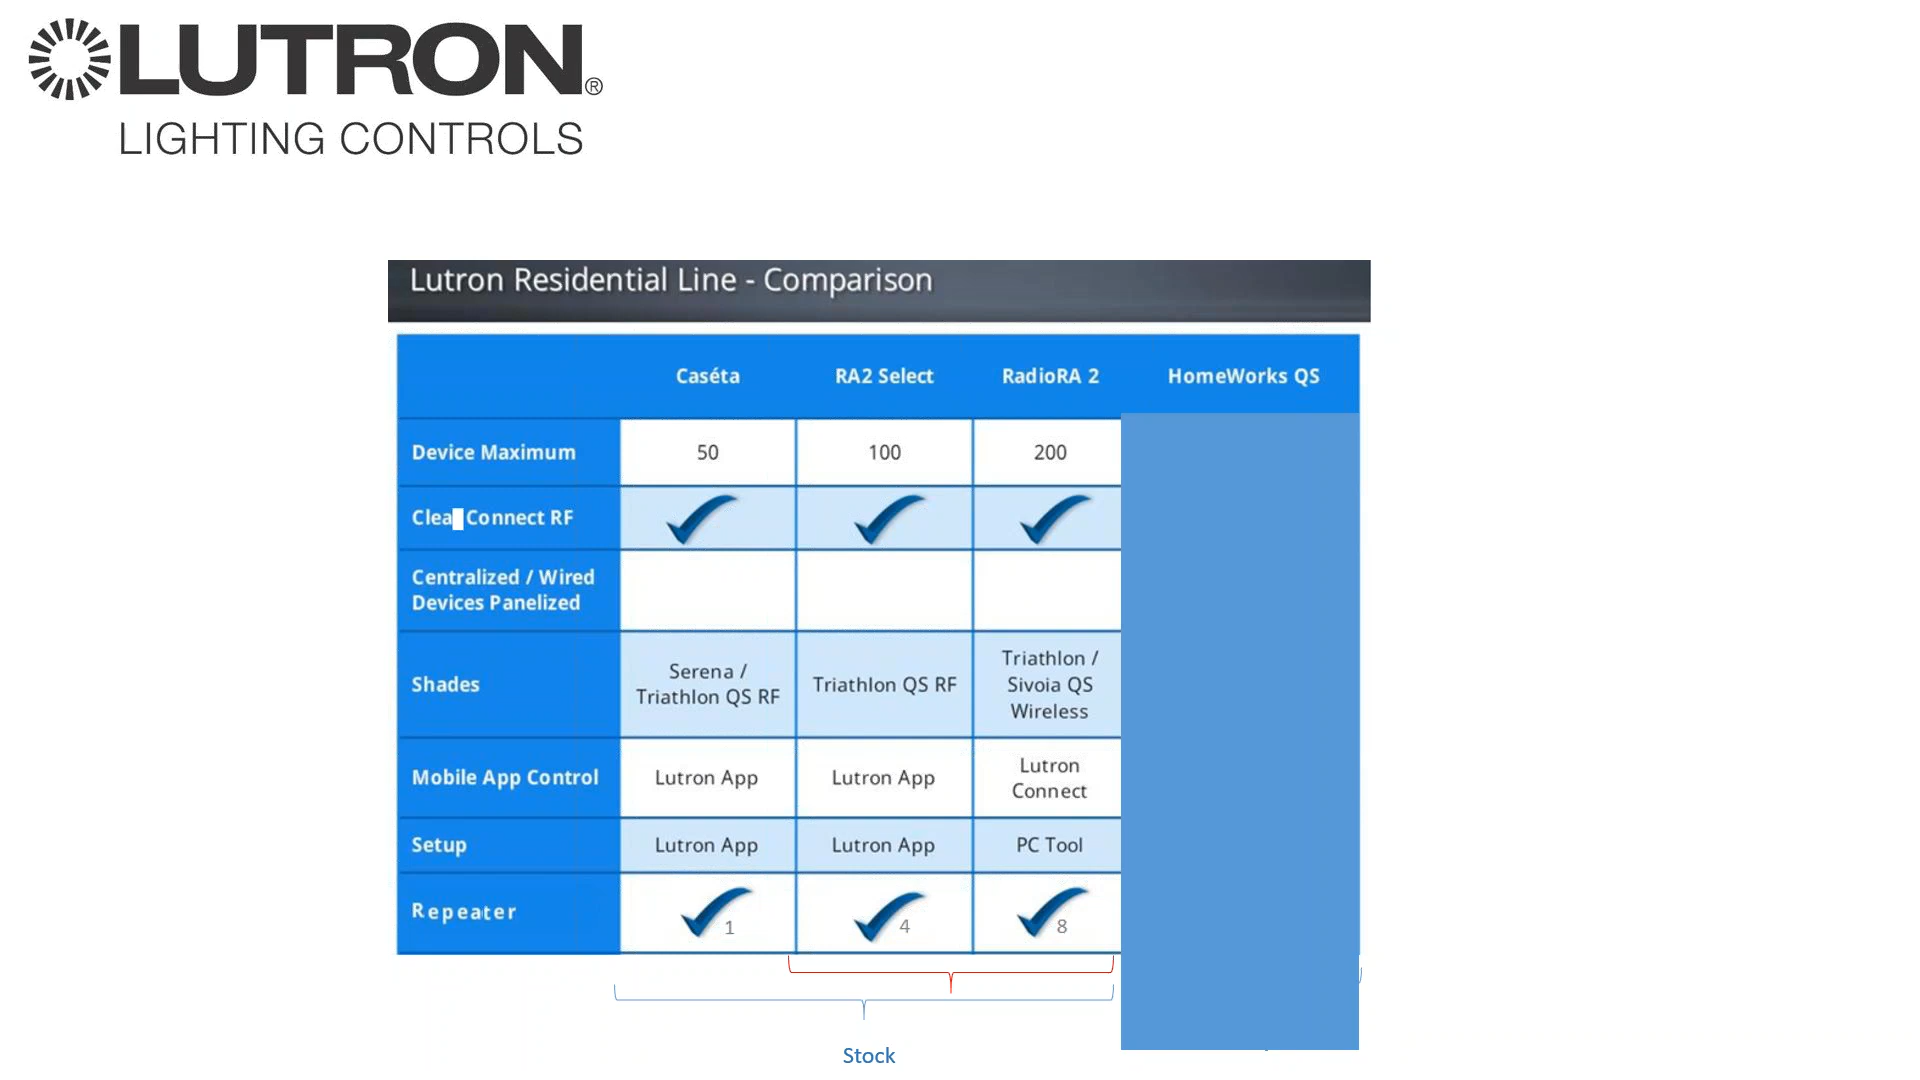 LUTRON®
LIGHTING CONTROLS
Lutron Residential Line - Comparison
Caséta RA2 Select RadioRA 2 HomeWorks QS
Device Maximum 50 100 200
Clea Connect RF
Centralized / Wired
Devices Panelized
Shades
Serena /
Triathlon QS RF
Triathlon QS RF
Triathlon /
Sivoia QS
Wireless
Mobile App Control Lutron App Lutron App
Lutron
Connect
Setup Lutron App Lutron App PC Tool
Repeater 1 4 8
Stock